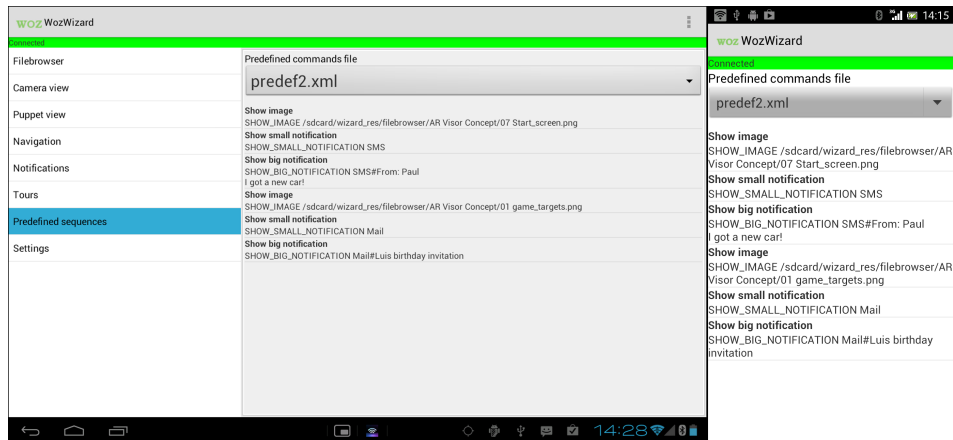 woz WozWizard
Connected
Filebrowser
Camera view
Puppet view
Navigation
Notifications
Tours
Predefined sequences
Settings
Predefined commands file
predef2.xml
Show image
SHOW_IMAGE /sdcard/wizard_res/filebrowser/AR Visor Concept/07 Start_screen.png
Show small notification
SHOW_SMALL_NOTIFICATION SMS
Show big notification
SHOW_BIG_NOTIFICATION SMS#From: Paul
I got a new car!
Show image
SHOW_IMAGE /sdcard/wizard_res/filebrowser/AR Visor Concept/01 game_targets.png
Show small notification
SHOW_SMALL_NOTIFICATION Mail
Show big notification
SHOW_BIG_NOTIFICATION Mail#Luis birthday invitation
14:28
14:15
woz WozWizard
Connected
Predefined commands file
predef2.xml
Show image
SHOW_IMAGE /sdcard/wizard_res/filebrowser/AR
Visor Concept/07 Start_screen.png
Show small notification
SHOW_SMALL_NOTIFICATION SMS
Show big notification
SHOW_BIG_NOTIFICATION SMS#From: Paul
I got a new car!
Show image
SHOW_IMAGE /sdcard/wizard_res/filebrowser/AR
Visor Concept/01 game_targets.png
Show small notification
SHOW_SMALL_NOTIFICATION Mail
Show big notification
SHOW_BIG_NOTIFICATION Mail#Luis birthday
invitation